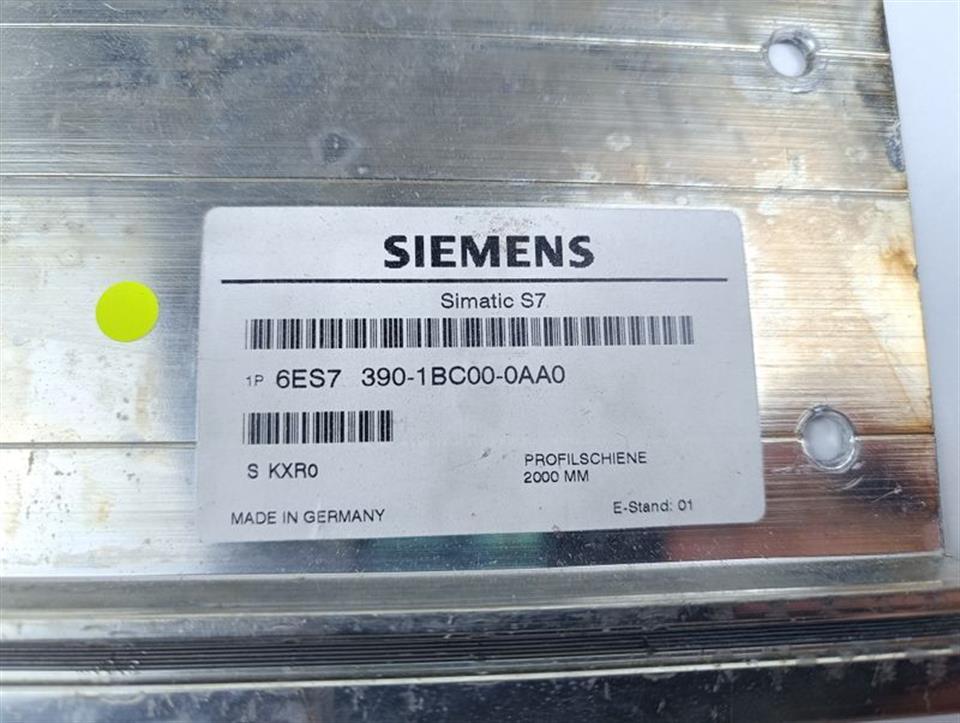 SIEMENS
Simatic S7
1P 6ES7 390-1BC00-0AA0
S KXR0
PROFILSCHIENE
2000 MM
MADE IN GERMANY
E-Stand: 01